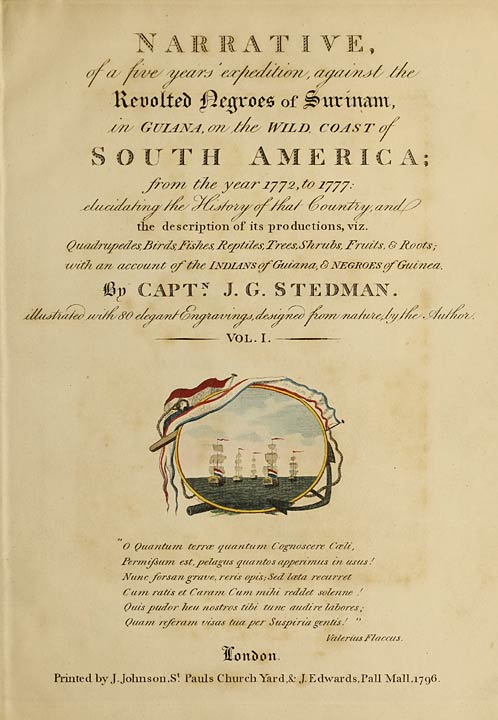 NARRATIVE,
of a five years' expedition, against the
Revolted Negroes of Surinam,
in GUIANA, on the WILD COAST of
SOUTH AMERICA;
from the year 1772, to 1777:
elucidating the History of that Country, and
the description of its productions, viz.
Quadrupedes, Birds, Fishes, Reptiles, Trees, Shrubs, Fruits, & Roots;
with an account of the INDIANS of Guiana, & NEGROES of Guinea.
By CAPTN. J. G. STEDMAN.
illustrated with 80 elegant Engravings, designed from nature, by the Author.
VOL. I.
"O Quantum terræ quantum Cognoscere Cœli,
Permiſsum est, pelagus quantos apperimus in usus!
Nunc forsan grave, reris opis; Sed læta recurret
Cum ratis et Caram Cum mihi reddet solenne!
Quis pudor heu nostros tibi tunc audire labores;
Quam referam visas tua per Suspiria gentis!"
Valerius Flaccus.
London.
Printed by J. Johnson, St. Pauls Church Yard, & J. Edwards, Pall Mall. 1796.